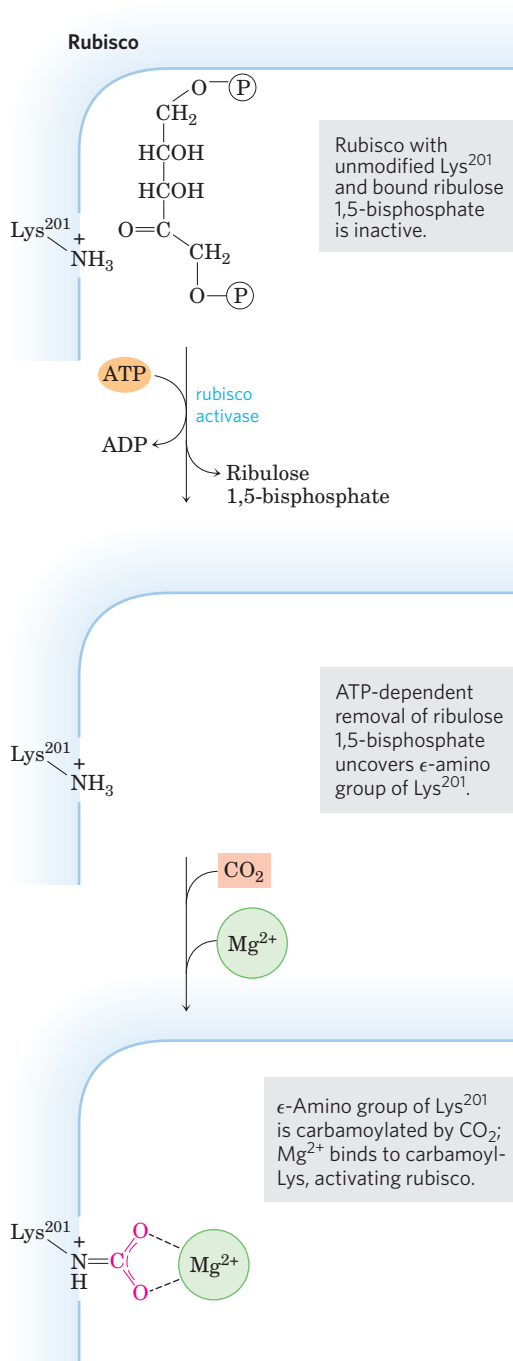 Rubisco
O—Ⓟ
CH₂
HCOH
HCOH
O=C
CH₂
O—Ⓟ
Lys²⁰¹
+
NH₃
Rubisco with
unmodified Lys²⁰¹
and bound ribulose
1,5-bisphosphate
is inactive.
ATP
rubisco
activase
ADP
Ribulose
1,5-bisphosphate
Lys²⁰¹
+
NH₃
ATP-dependent
removal of ribulose
1,5-bisphosphate
uncovers ϵ-amino
group of Lys²⁰¹.
CO₂
Mg²⁺
ϵ-Amino group of Lys²⁰¹
is carbamoylated by CO₂;
Mg²⁺ binds to carbamoyl-
Lys, activating rubisco.
Lys²⁰¹
+
O
N=C
H
O
Mg²⁺